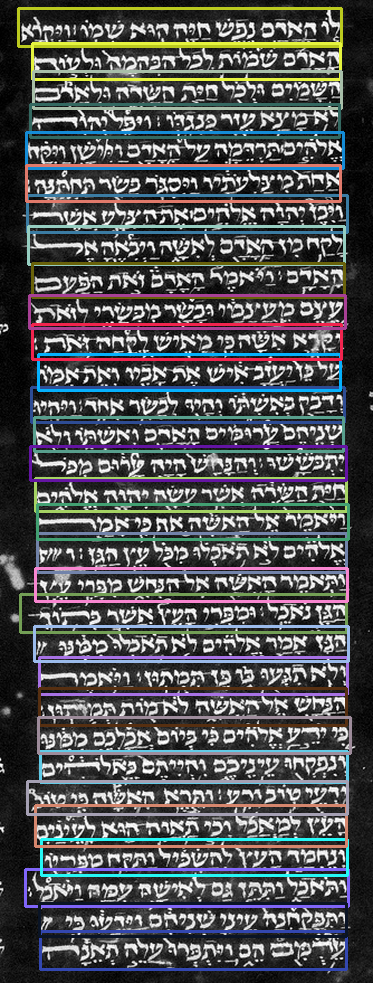 לו האדם נפש חיה הוא שמו : ויקרא
האדם שמות לכל הבהמה ולעוף
השמים ולכל חית השדה ולאדם
לא מצא עזר כנגדו : ויפל יהוה
אלהים תרדמה על האדם ויישן ויקח
אחת מצלעתיו ויסגר בשר תחתנה :
ויבן יהוה אלהים את הצלע אשר
לקח מן האדם לאשה ויבאה אל
האדם : ויאמר האדם זאת הפעם
עצם מעצמי ובשר מבשרי לזאת
יקרא אשה כי מאיש לקחה זאת :
על כן יעזב איש את אביו ואת אמו
ודבק באשתו והיו לבשר אחד : ויהיו
שניהם ערומים האדם ואשתו ולא
יתבששו : והנחש היה ערום מכל
חית השדה אשר עשה יהוה אלהים
ויאמר אל האשה אף כי אמר
אלהים לא תאכלו מכל עץ הגן :
ותאמר האשה אל הנחש מפרי עץ
הגן נאכל : ומפרי העץ אשר בתוך
הגן אמר אלהים לא תאכלו ממנו
ולא תגעו בו פן תמתון : ויאמר
הנחש אל האשה לא מות תמתון :
כי ידע אלהים כי ביום אכלכם ממנו
ונפקחו עיניכם והייתם כאלהים
ידעי טוב ורע : ותרא האשה כי טוב
העץ למאכל וכי תאוה הוא לעינים
ונחמד העץ להשכיל ותקח מפריו
ותאכל ותתן גם לאישה עמה ויאכל :
ותפקחנה עיני שניהם וידעו כי
עירמם הם ויתפרו עלה תאנה